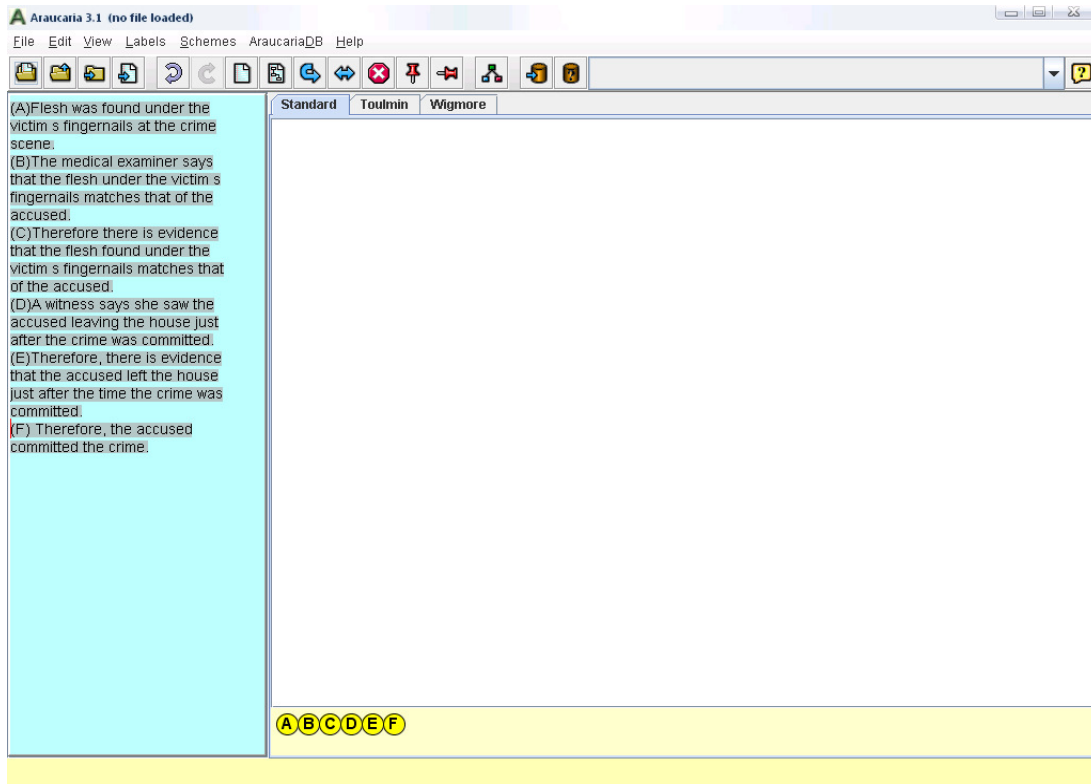 Araucaria 3.1 (no file loaded)
File Edit View Labels Schemes AraucariaDB Help
Standard Toulmin Wigmore
(A)Flesh was found under the
victim s fingernails at the crime
scene.
(B)The medical examiner says
that the flesh under the victim s
fingernails matches that of the
accused.
(C)Therefore there is evidence
that the flesh found under the
victim s fingernails matches that
of the accused.
(D)A witness says she saw the
accused leaving the house just
after the crime was committed.
(E)Therefore, there is evidence
that the accused left the house
just after the time the crime was
committed.
(F) Therefore, the accused
committed the crime.
A B C D E F